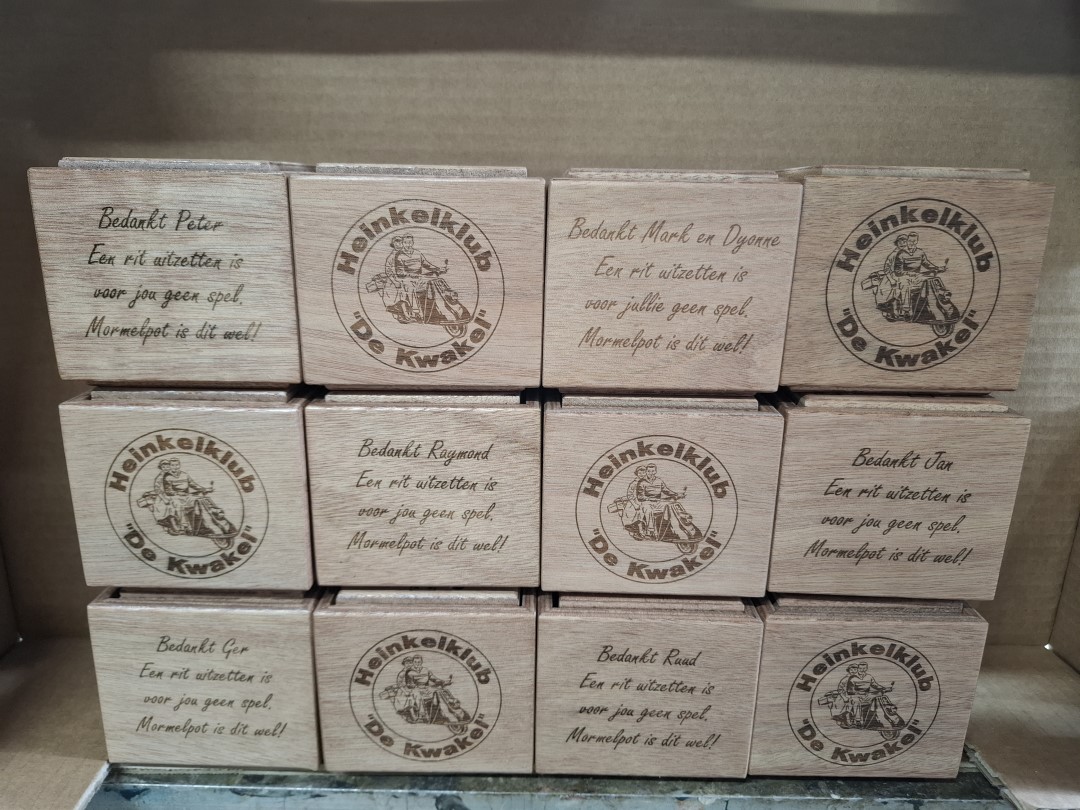 Bedankt Peter
Een rit uitzetten is
voor jou geen spel.
Mormelpot is dit wel!
Heinkelklub
"De Kwakel"
Bedankt Mark en Dyonne
Een rit uitzetten is
voor jullie geen spel.
Mormelpot is dit wel!
Heinkelklub
"De Kwakel"
Heinkelklub
"De Kwakel"
Bedankt Raymond
Een rit uitzetten is
voor jou geen spel.
Mormelpot is dit wel!
Heinkelklub
"De Kwakel"
Bedankt Jan
Een rit uitzetten is
voor jou geen spel.
Mormelpot is dit wel!
Bedankt Ger
Een rit uitzetten is
voor jou geen spel.
Mormelpot is dit wel!
Heinkelklub
"De Kwakel"
Bedankt Ruud
Een rit uitzetten is
voor jou geen spel.
Mormelpot is dit wel!
Heinkelklub
"De Kwakel"